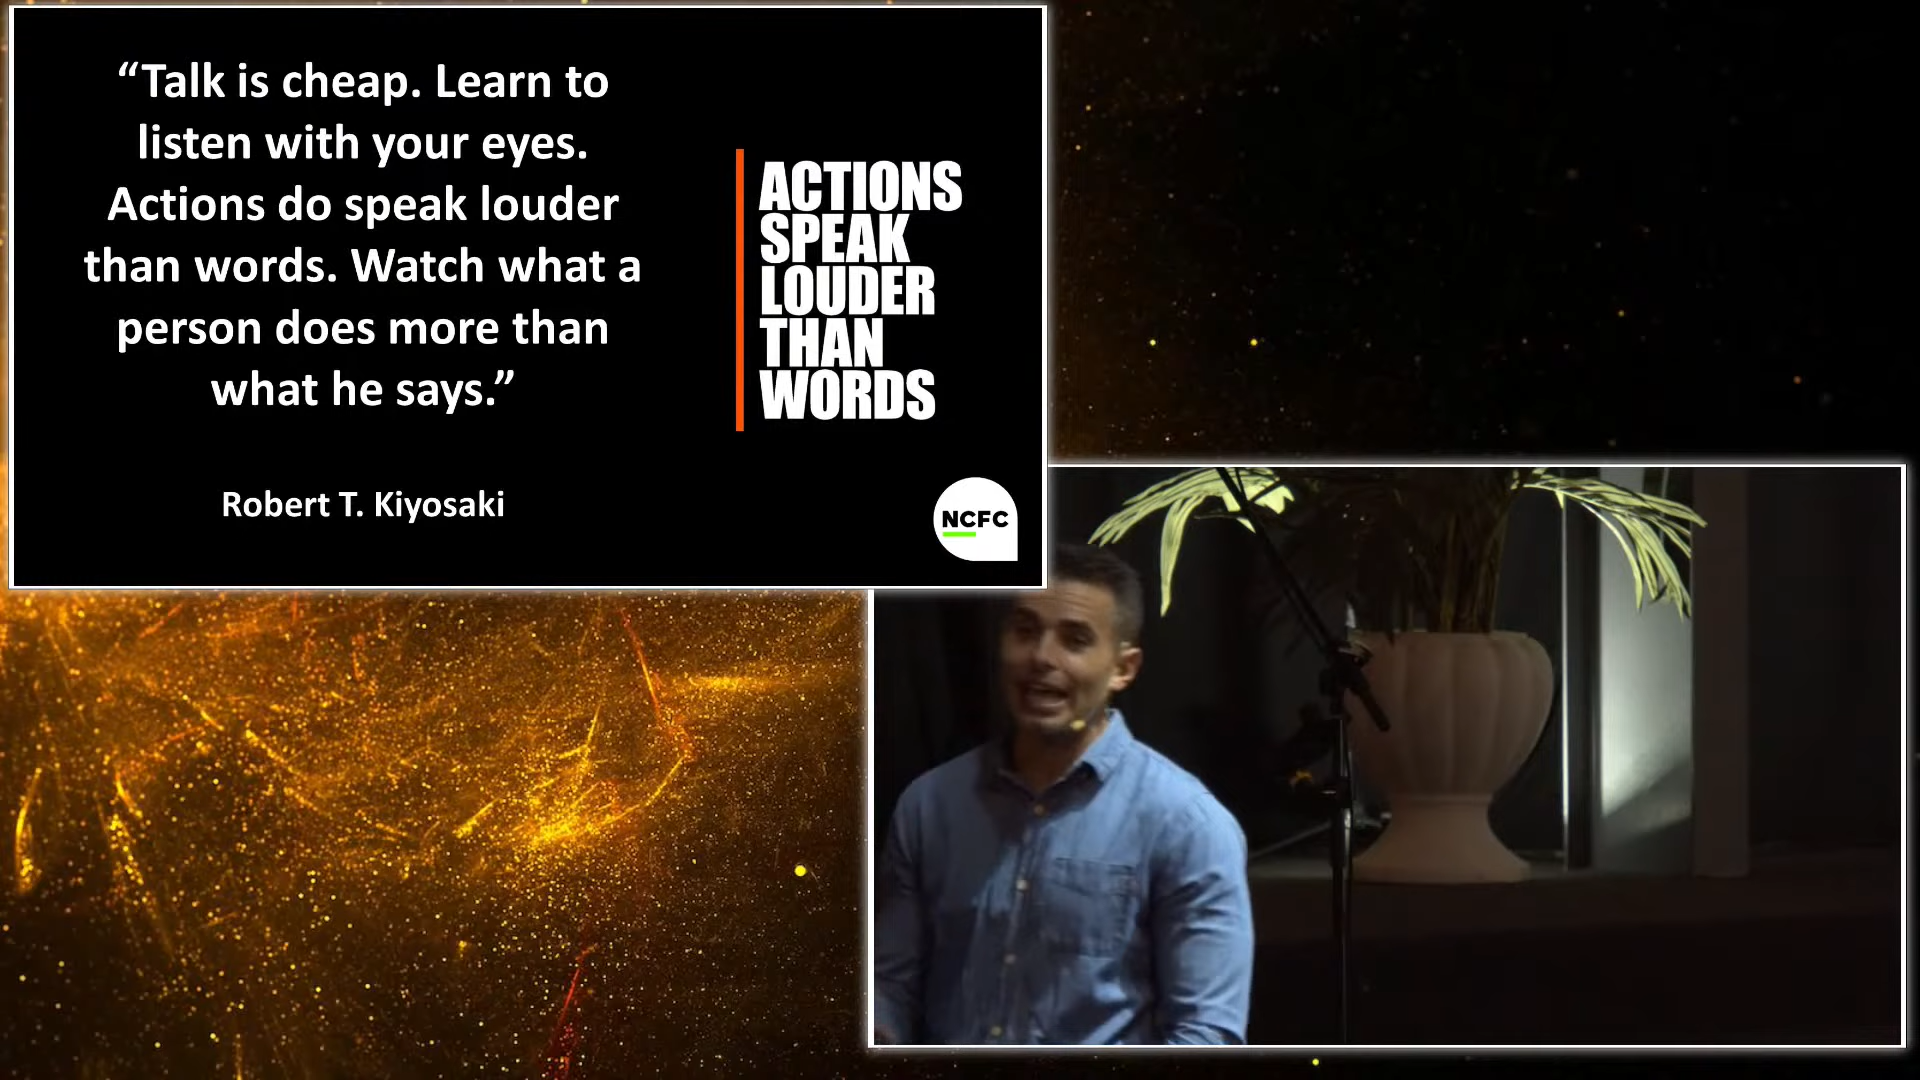 “Talk is cheap. Learn to
listen with your eyes.
Actions do speak louder
than words. Watch what a
person does more than
what he says.”
Robert T. Kiyosaki
ACTIONS
SPEAK
LOUDER
THAN
WORDS
NCFC